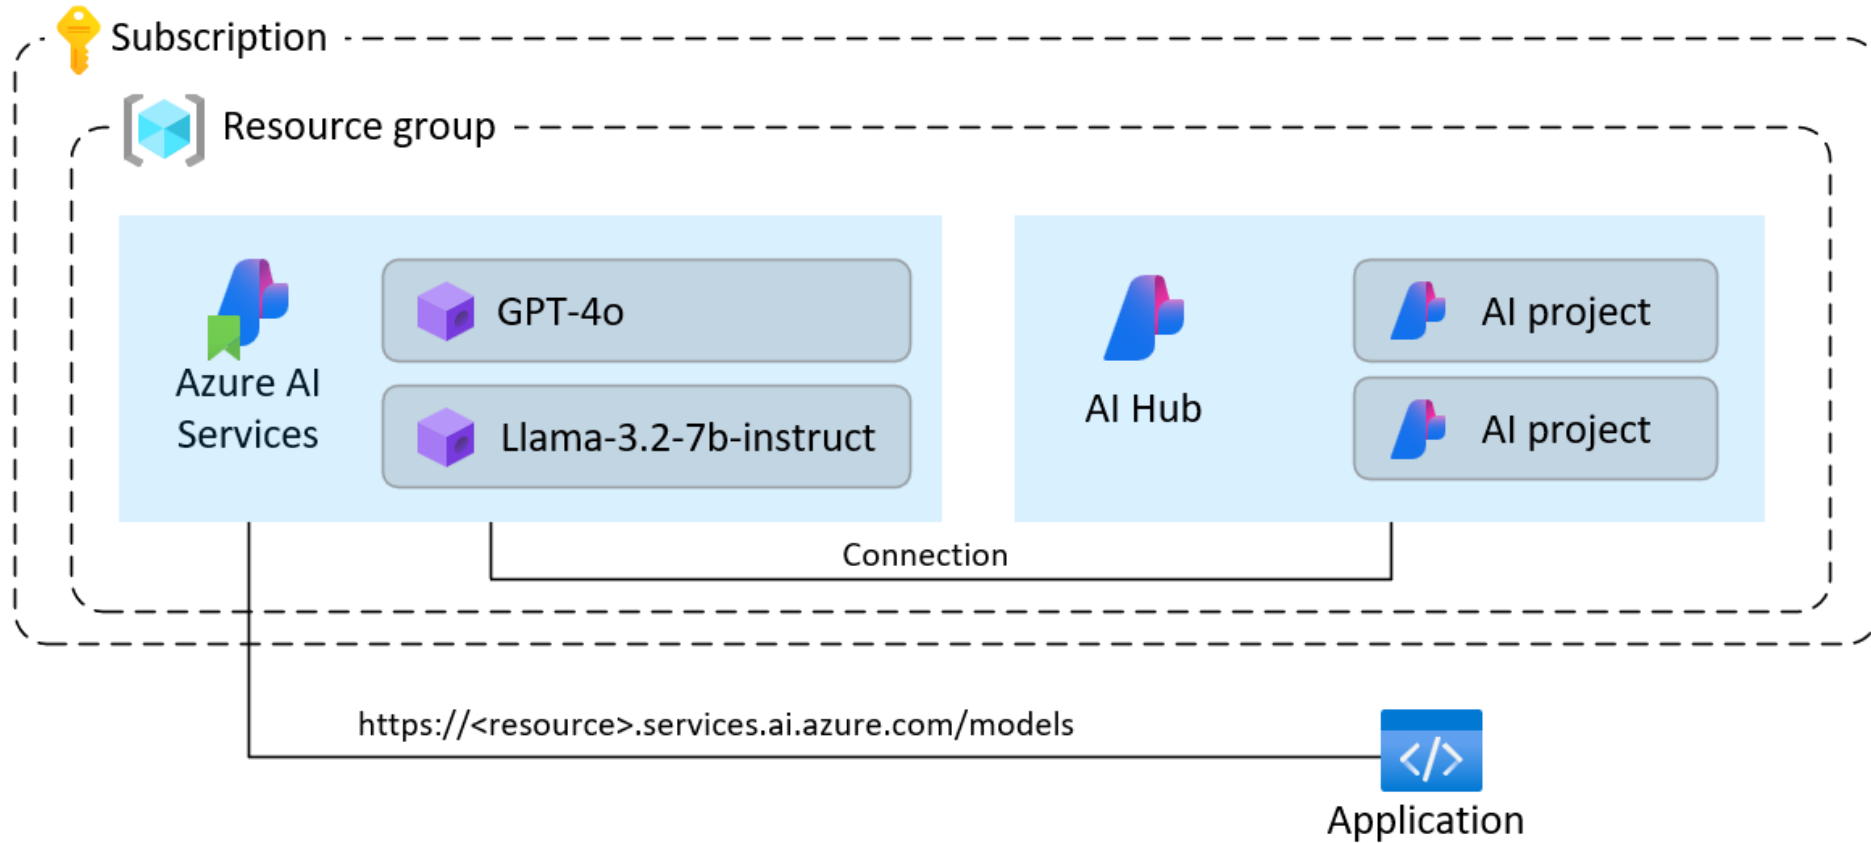 Subscription
Resource group
Azure AI
Services
GPT-4o
Llama-3.2-7b-instruct
AI Hub
AI project
AI project
Connection
https://<resource>.services.ai.azure.com/models
</>
Application